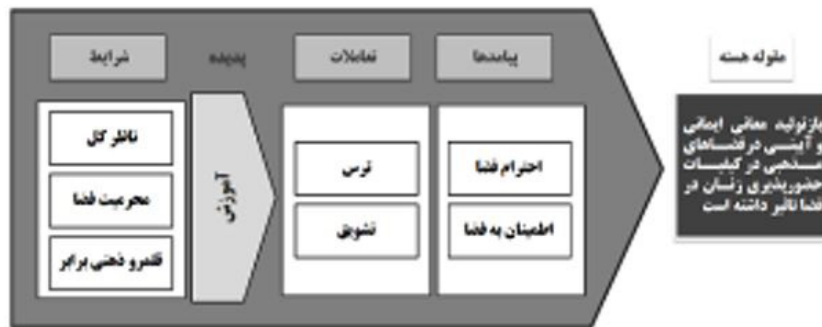 شرایط
پدیده
تعاملات
پیامدها
مقوله هسته
ناظر کل
محرمیت فضا
قلمرو ذهنی برابر
آموزش
ترس
تشویق
احترام فضا
اطمینان به فضا
بازتولید معانی ایمانی
و آیینی در فضاهای
مذهبی در کیفیات
حضورپذیری زنان در
فضا تاثیر داشته است